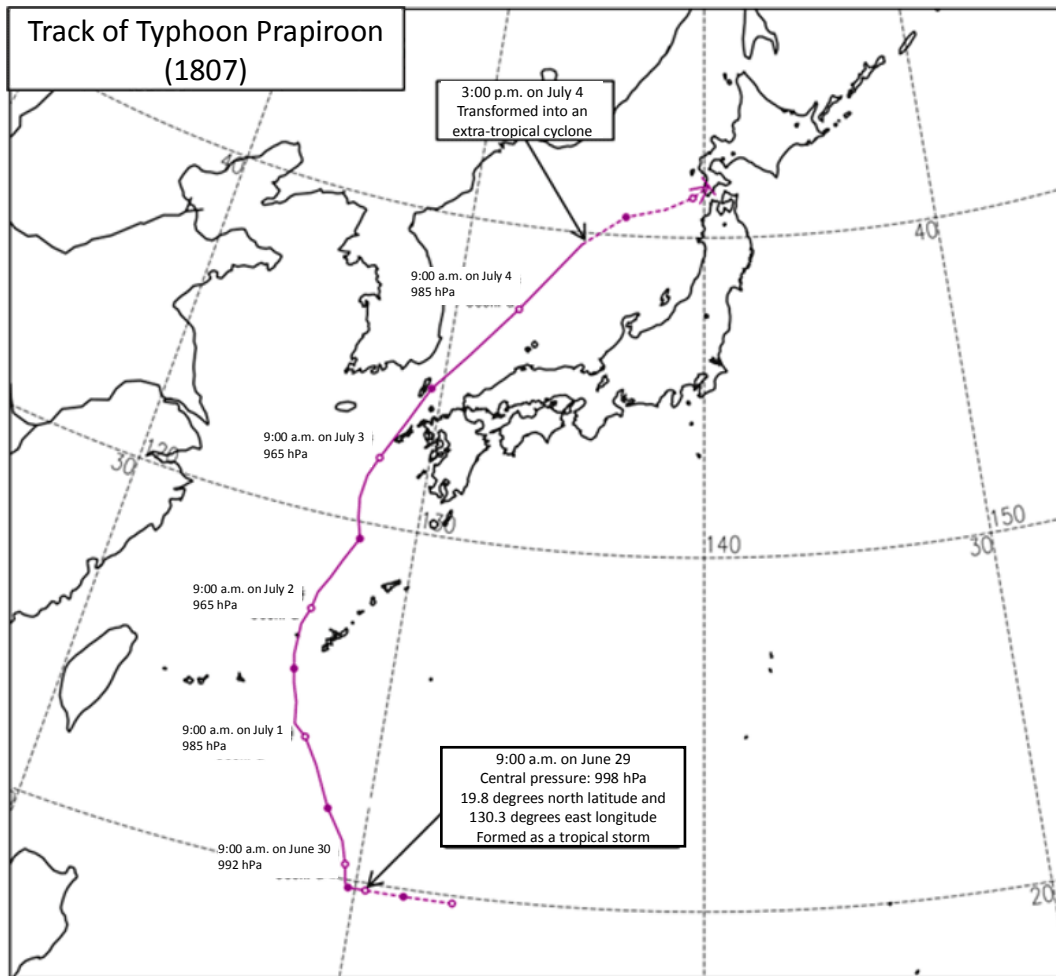 Track of Typhoon Prapiroon
(1807)
3:00 p.m. on July 4
Transformed into an
extra-tropical cyclone
40
40
9:00 a.m. on July 4
985 hPa
9:00 a.m. on July 3
965 hPa
120
30
130
140
150
30
9:00 a.m. on July 2
965 hPa
9:00 a.m. on July 1
985 hPa
9:00 a.m. on June 29
Central pressure: 998 hPa
19.8 degrees north latitude and
130.3 degrees east longitude
Formed as a tropical storm
9:00 a.m. on June 30
992 hPa
20